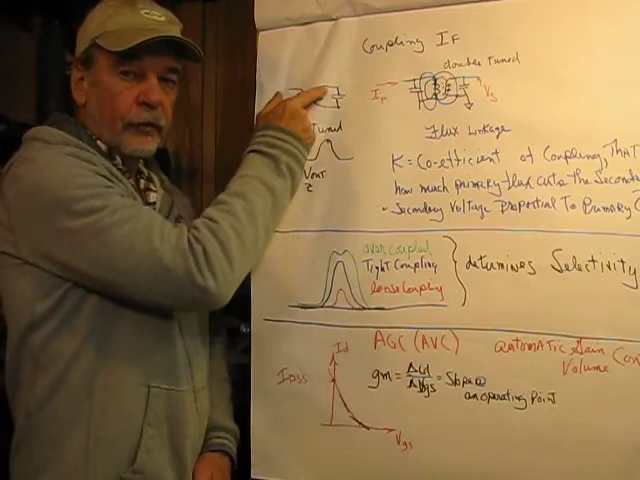 Coupling IF
double tuned
Ip
Vs
Tuned
Vout
Flux Linkage
K = Co-efficient of Coupling, THAT
how much primary flux cuts the Seconda
Secondary Voltage Proportional To Primary C
over coupled
Tight Coupling
loose Coupling
determines Selectivity
AGC (AVC)
automatic Gain Con
Volume
Id
IDSS
gm = Δid/ΔVgs = Slope @
an operating Point
Vgs